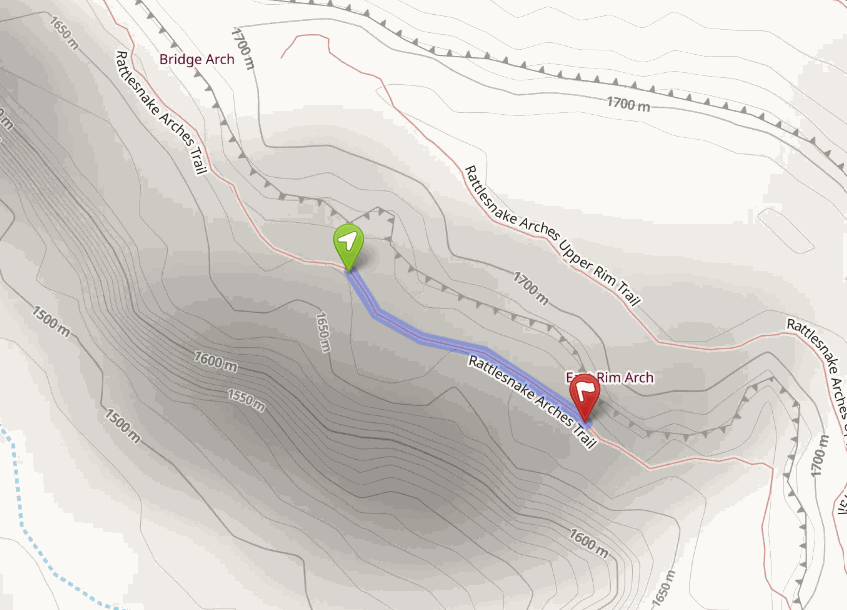 1650 m
1700 m
Bridge Arch
Rattlesnake Arches Trail
1700 m
Rattlesnake Arches Upper Rim Trail
1700 m
1650 m
1500 m
1600 m
1550 m
1500 m
Rattlesnake Arches
East Rim Arch
Rattlesnake Arches Trail
1700 m
1600 m
1650 m